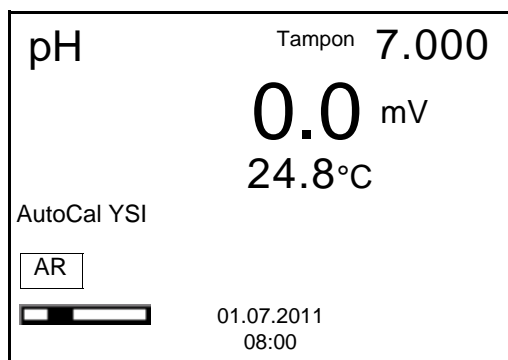 pH Tampon 7.000
0.0 mV
24.8°C
AutoCal YSI
AR
01.07.2011
08:00